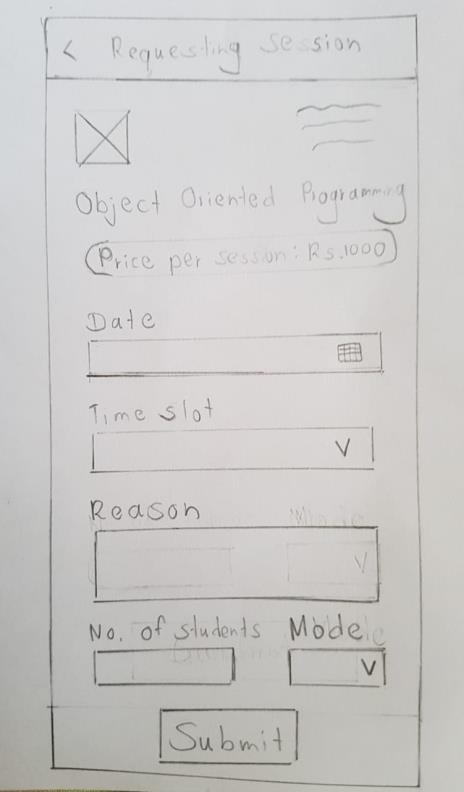 < Requesting Session
Object Oriented Programming
Price per session: Rs.1000
Date
Time slot
Reason
No. of students Mode
Submit